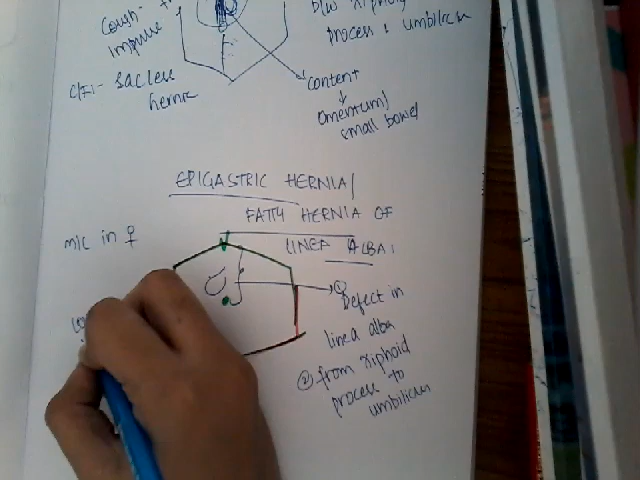 Cough
impulse
b/w xiphoid
process & umbilicus
C/F:- Sacless
hernia
content
↓
omentum/
small bowel
EPIGASTRIC HERNIA/
FATTY HERNIA OF
LINEA ALBA:
M/C in ♀
① Defect in
linea alba
② from xiphoid
process to
umbilicus